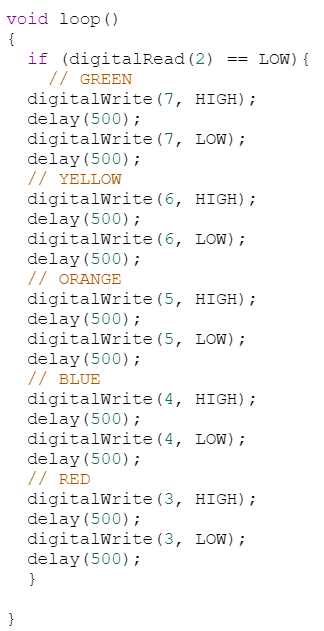 void loop()
{
  if (digitalRead(2) == LOW){
    // GREEN
  digitalWrite(7, HIGH);
  delay(500);
  digitalWrite(7, LOW);
  delay(500);
  // YELLOW
  digitalWrite(6, HIGH);
  delay(500);
  digitalWrite(6, LOW);
  delay(500);
  // ORANGE
  digitalWrite(5, HIGH);
  delay(500);
  digitalWrite(5, LOW);
  delay(500);
  // BLUE
  digitalWrite(4, HIGH);
  delay(500);
  digitalWrite(4, LOW);
  delay(500);
  // RED
  digitalWrite(3, HIGH);
  delay(500);
  digitalWrite(3, LOW);
  delay(500);
  }

}